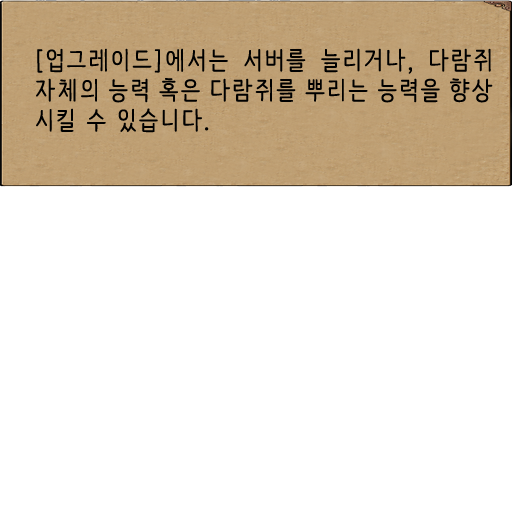 [업그레이드]에서는 서버를 늘리거나, 다람쥐
자체의 능력 혹은 다람쥐를 뿌리는 능력을 향상
시킬 수 있습니다.